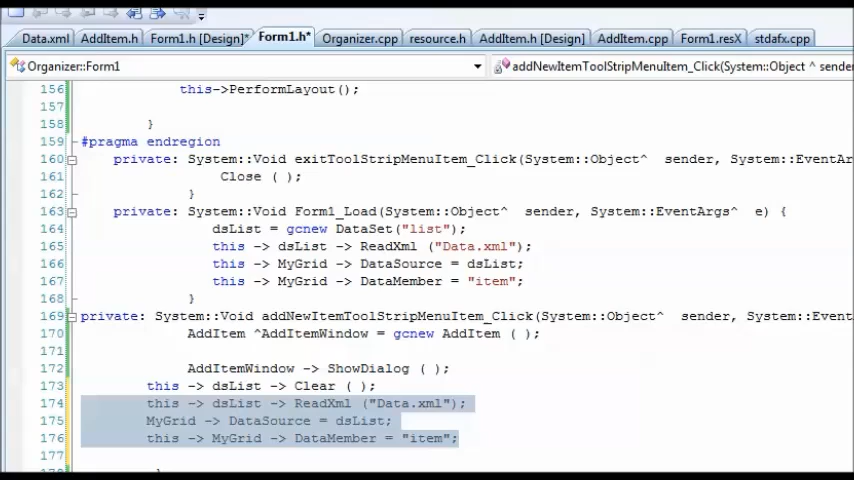 Data.xml AddItem.h Form1.h [Design]* Form1.h* Organizer.cpp resource.h AddItem.h [Design] AddItem.cpp Form1.resX stdafx.cpp
Organizer::Form1 addNewItemToolStripMenuItem_Click(System::Object ^ sender
156 this->PerformLayout();
157
158 }
159 #pragma endregion
160 private: System::Void exitToolStripMenuItem_Click(System::Object^ sender, System::EventArg
161 Close ( );
162 }
163 private: System::Void Form1_Load(System::Object^ sender, System::EventArgs^ e) {
164 dsList = gcnew DataSet("list");
165 this -> dsList -> ReadXml ("Data.xml");
166 this -> MyGrid -> DataSource = dsList;
167 this -> MyGrid -> DataMember = "item";
168 }
169 private: System::Void addNewItemToolStripMenuItem_Click(System::Object^ sender, System::Event
170 AddItem ^AddItemWindow = gcnew AddItem ( );
171
172 AddItemWindow -> ShowDialog ( );
173 this -> dsList -> Clear ( );
174 this -> dsList -> ReadXml ("Data.xml");
175 MyGrid -> DataSource = dsList;
176 this -> MyGrid -> DataMember = "item";
177